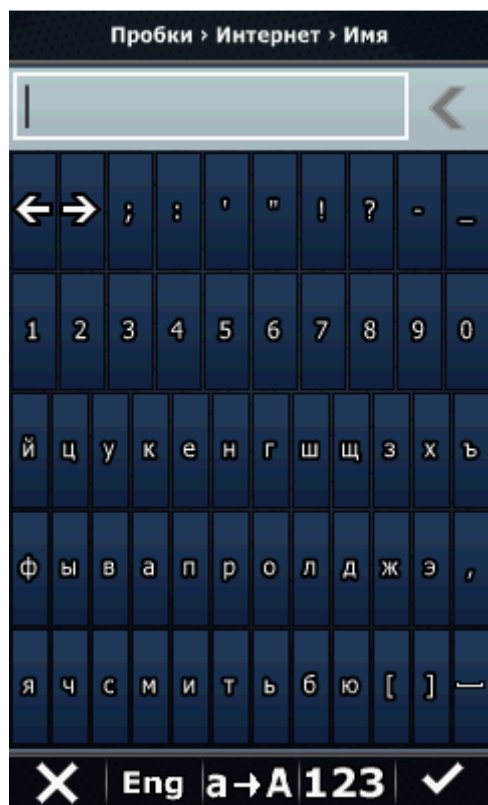 Пробки › Интернет › Имя
← → ; : ' " ! ? - _
1 2 3 4 5 6 7 8 9 0
й ц у к е н г ш щ з х ъ
ф ы в а п р о л д ж э ,
я ч с м и т ь б ю [ ]
Eng a→A 123